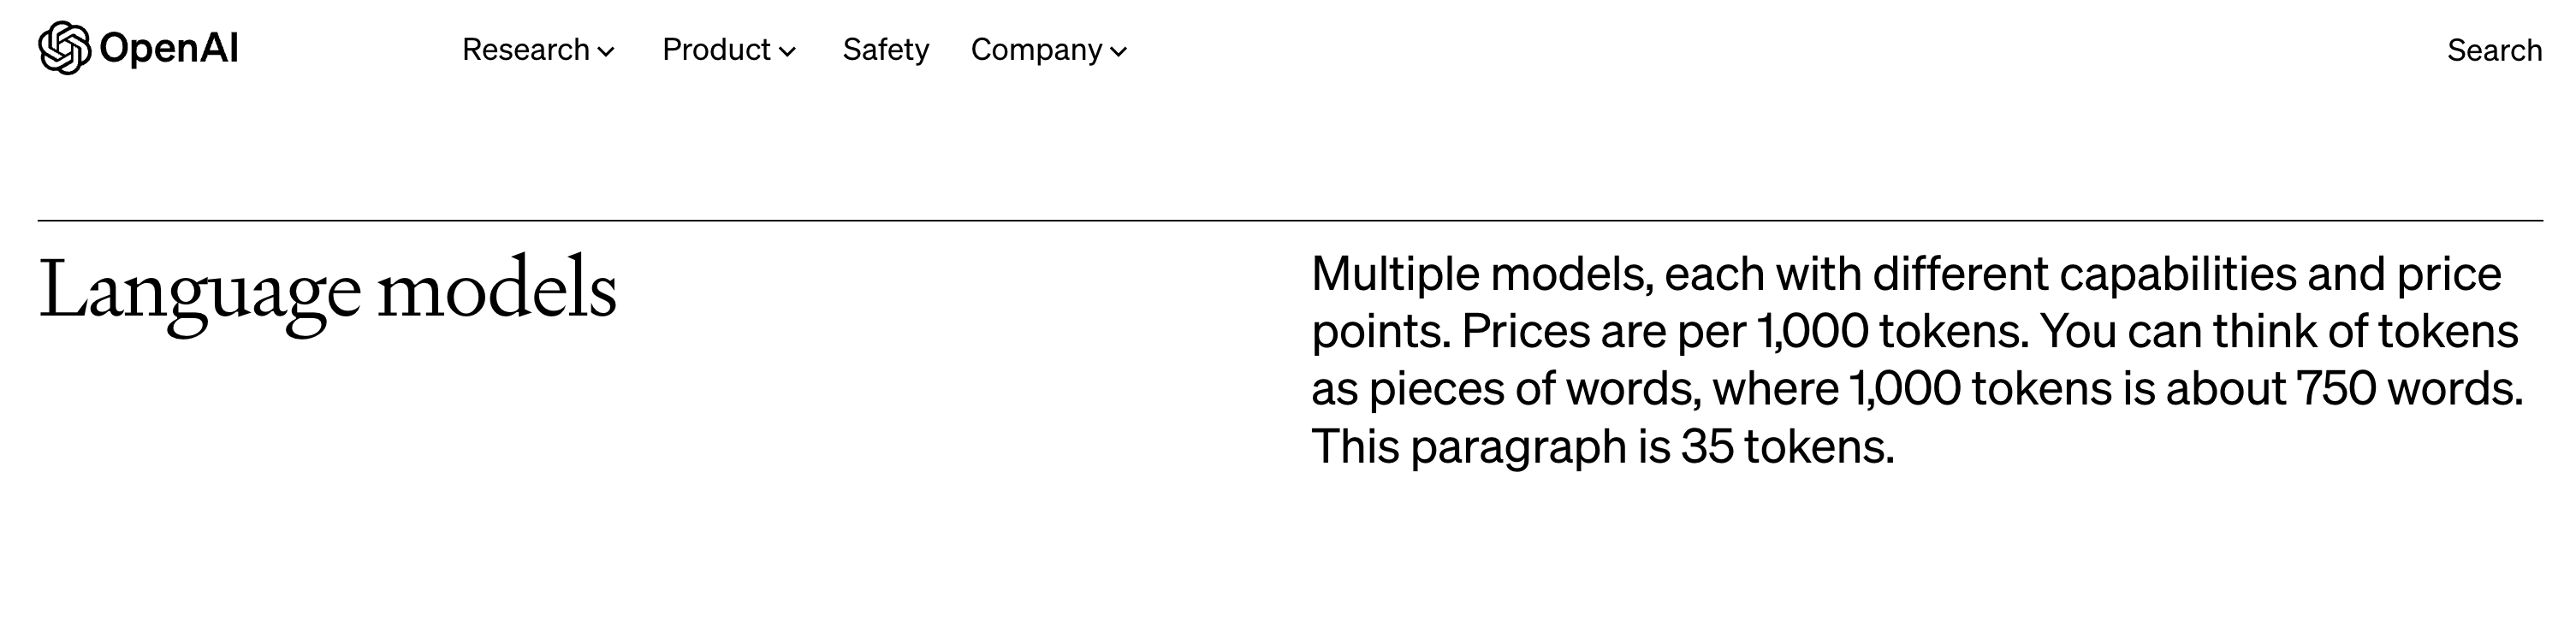 OpenAI
Research
Product
Safety
Company
Search
Language models
Multiple models, each with different capabilities and price
points. Prices are per 1,000 tokens. You can think of tokens
as pieces of words, where 1,000 tokens is about 750 words.
This paragraph is 35 tokens.